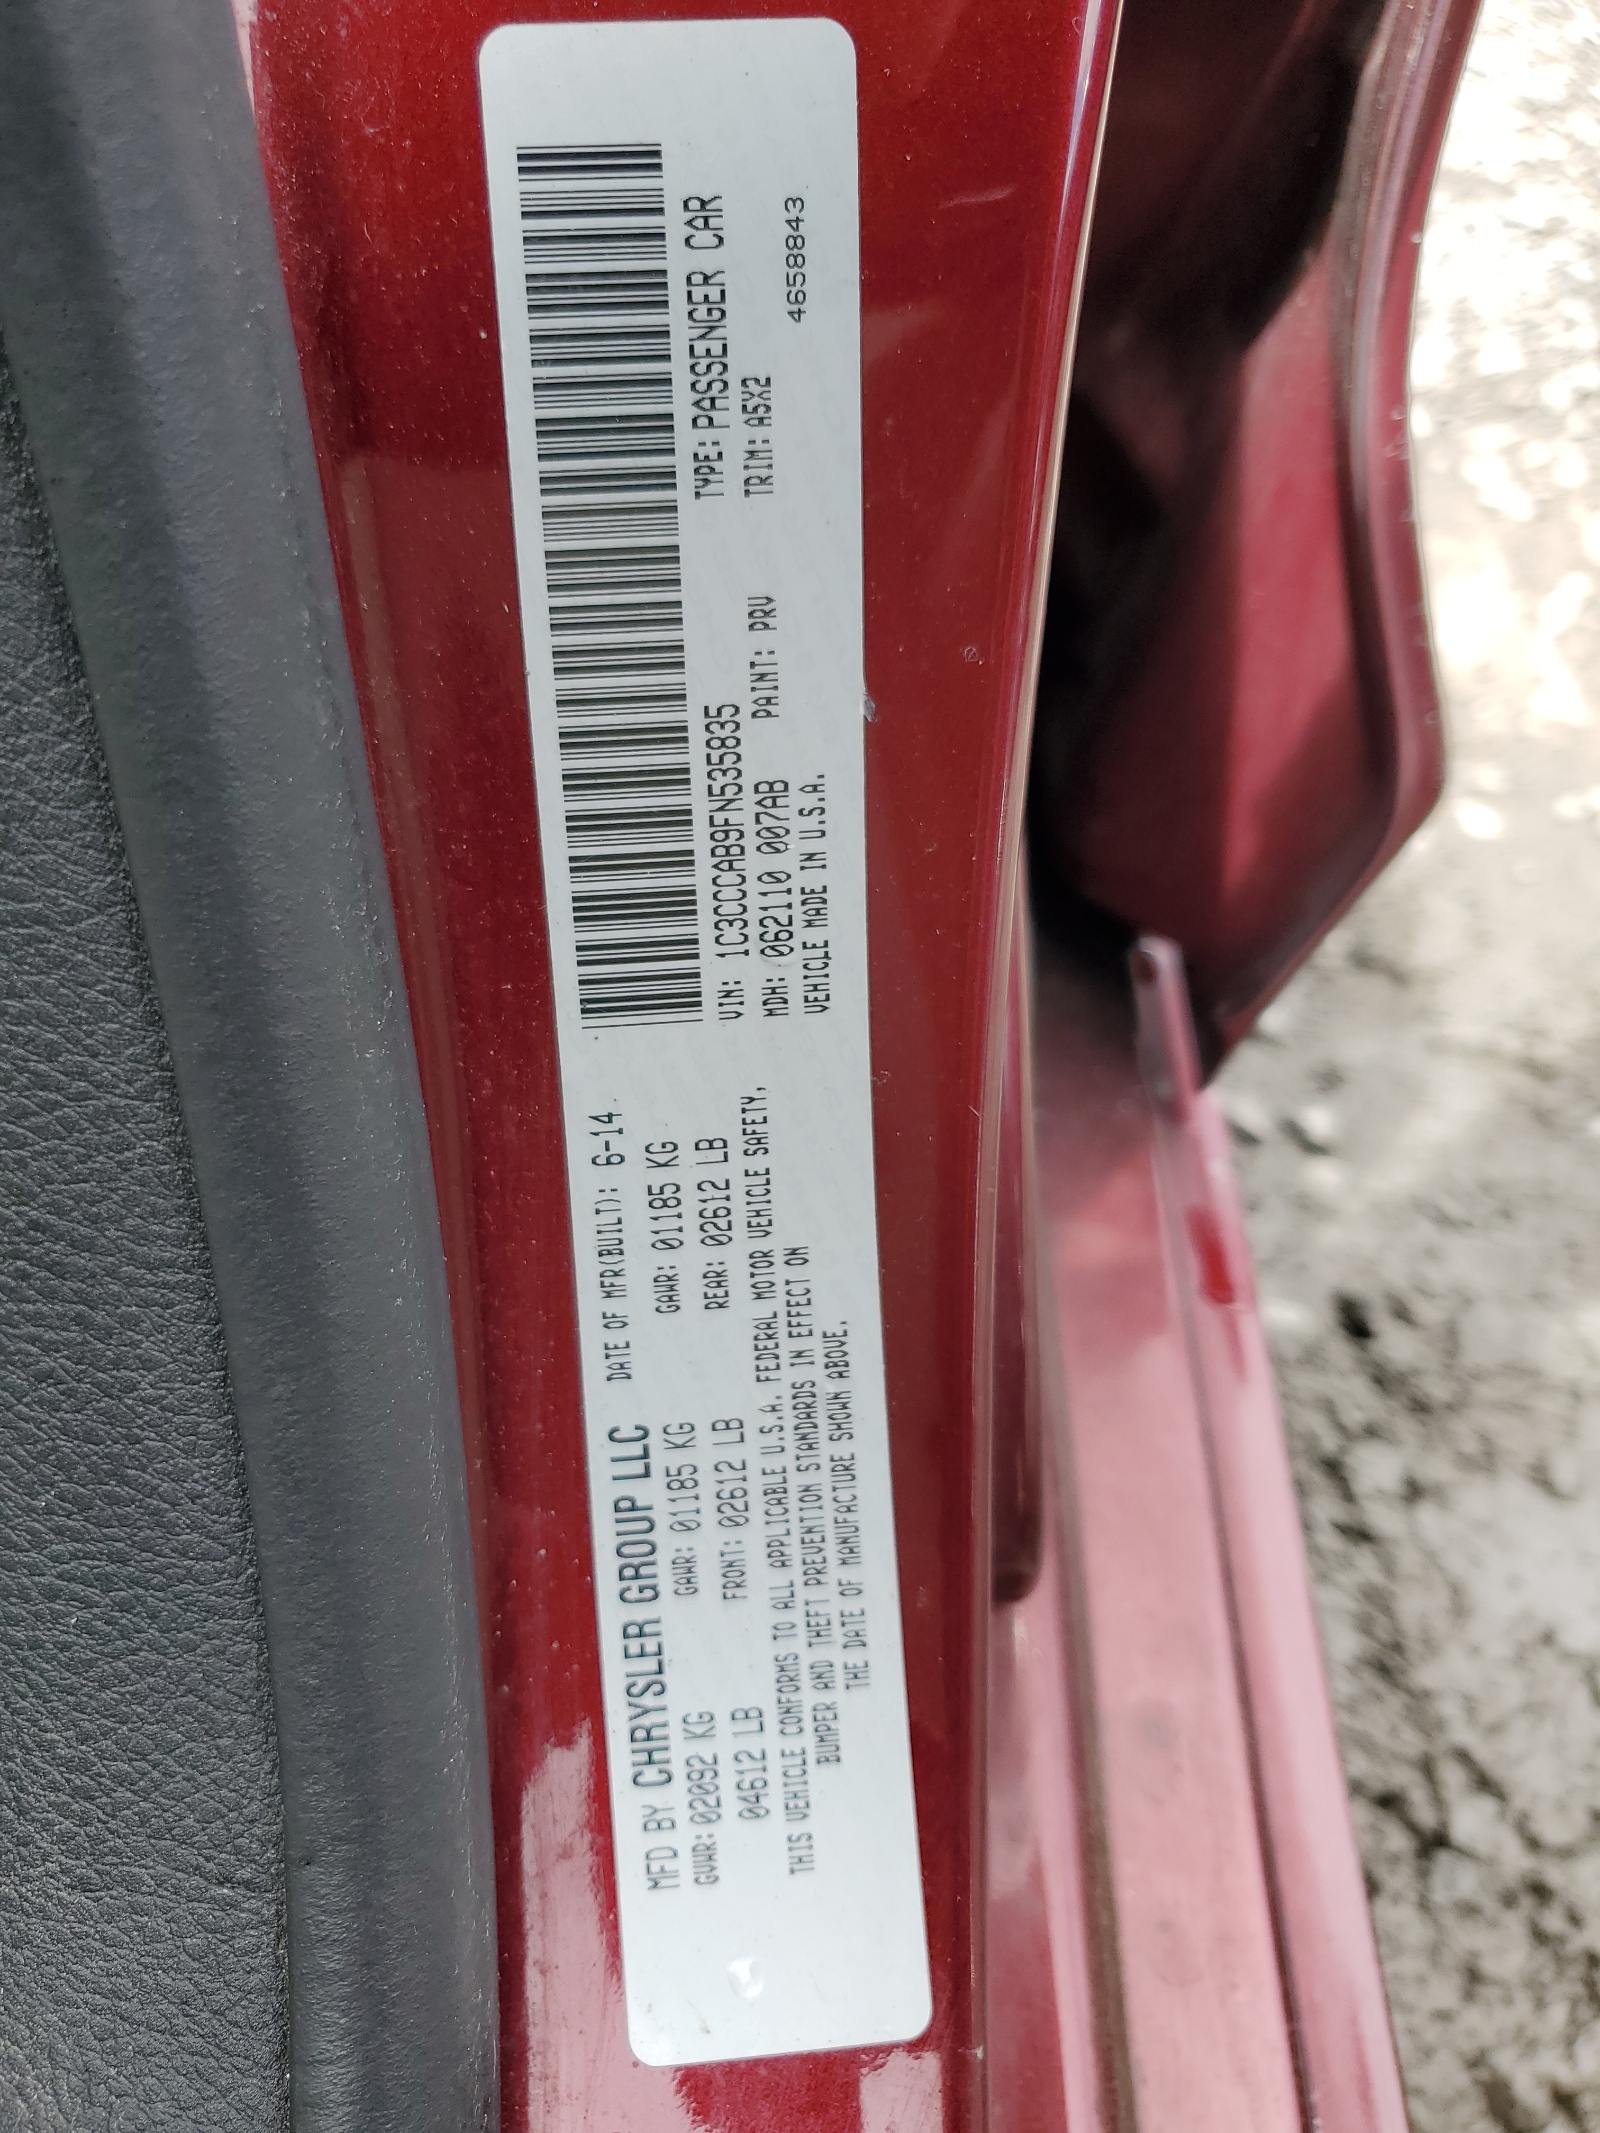 MFD BY CHRYSLER GROUP LLC DATE OF MFR(BUILT): 6-14
GVWR: 02092 KG GAWR: 01185 KG GAWR: 01185 KG
04612 LB FRONT: 02612 LB REAR: 02612 LB
THIS VEHICLE CONFORMS TO ALL APPLICABLE U.S.A. FEDERAL MOTOR VEHICLE SAFETY,
BUMPER AND THEFT PREVENTION STANDARDS IN EFFECT ON
THE DATE OF MANUFACTURE SHOWN ABOVE.
VIN: 1C3CCCAB9FN535835 TYPE: PASSENGER CAR
MDH: 062110 007AB PAINT: PRV TRIM: A5X2
VEHICLE MADE IN U.S.A. 4658843